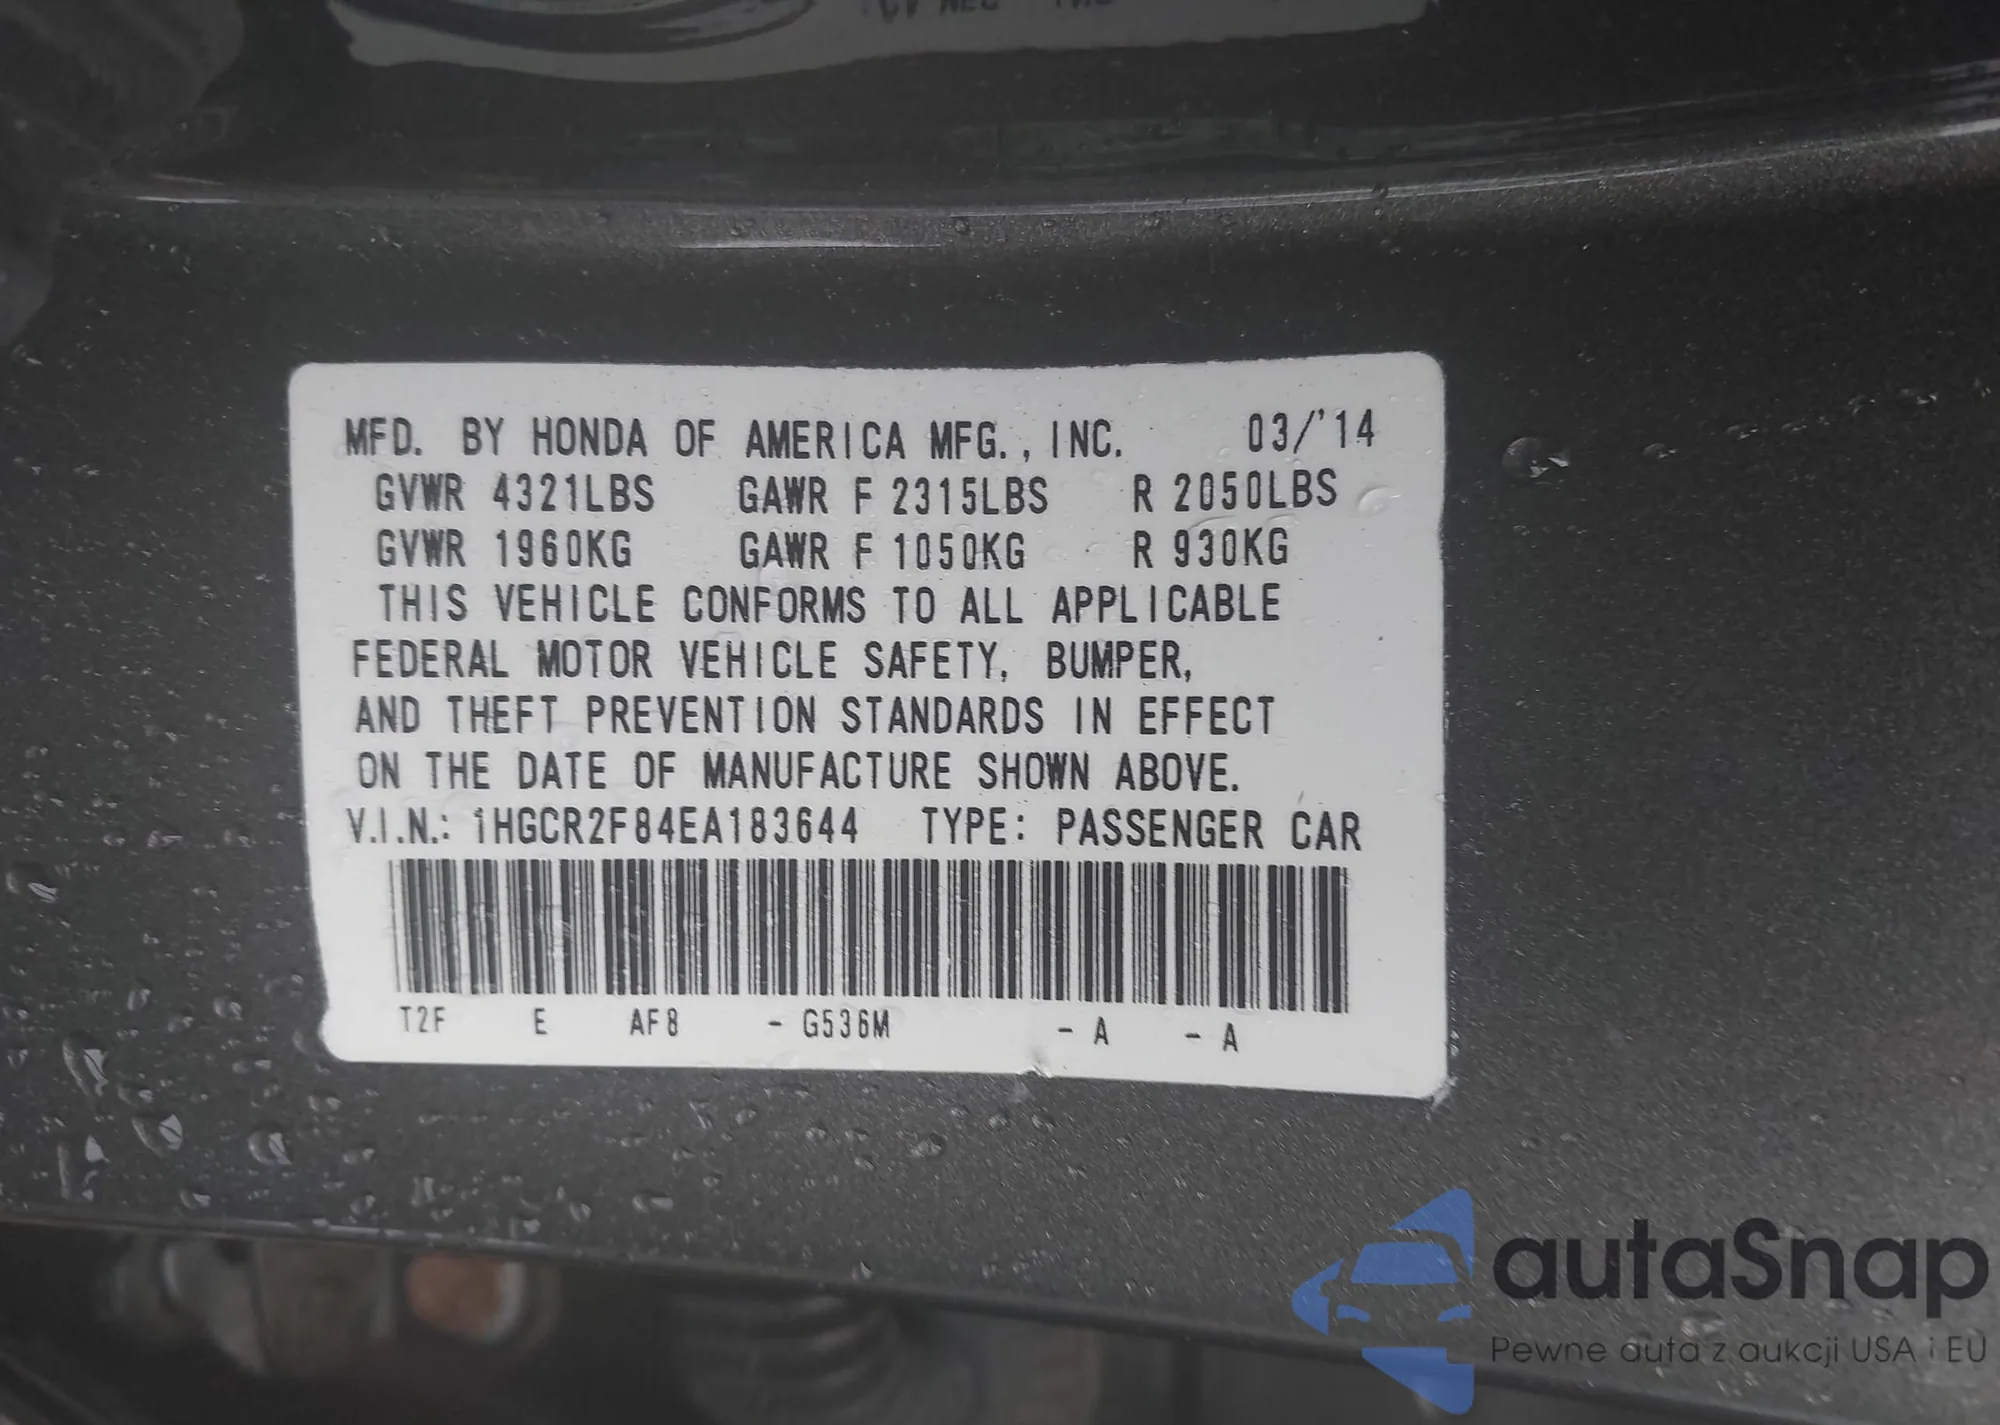 MFD. BY HONDA OF AMERICA MFG., INC. 03/'14
GVWR 4321LBS GAWR F 2315LBS R 2050LBS
GVWR 1960KG GAWR F 1050KG R 930KG
THIS VEHICLE CONFORMS TO ALL APPLICABLE
FEDERAL MOTOR VEHICLE SAFETY, BUMPER,
AND THEFT PREVENTION STANDARDS IN EFFECT
ON THE DATE OF MANUFACTURE SHOWN ABOVE.
V.I.N.: 1HGCR2F84EA183644 TYPE: PASSENGER CAR
T2F E AF8 - G536M - A - A
autaSnap
Pewne auta z aukcji USA i EU